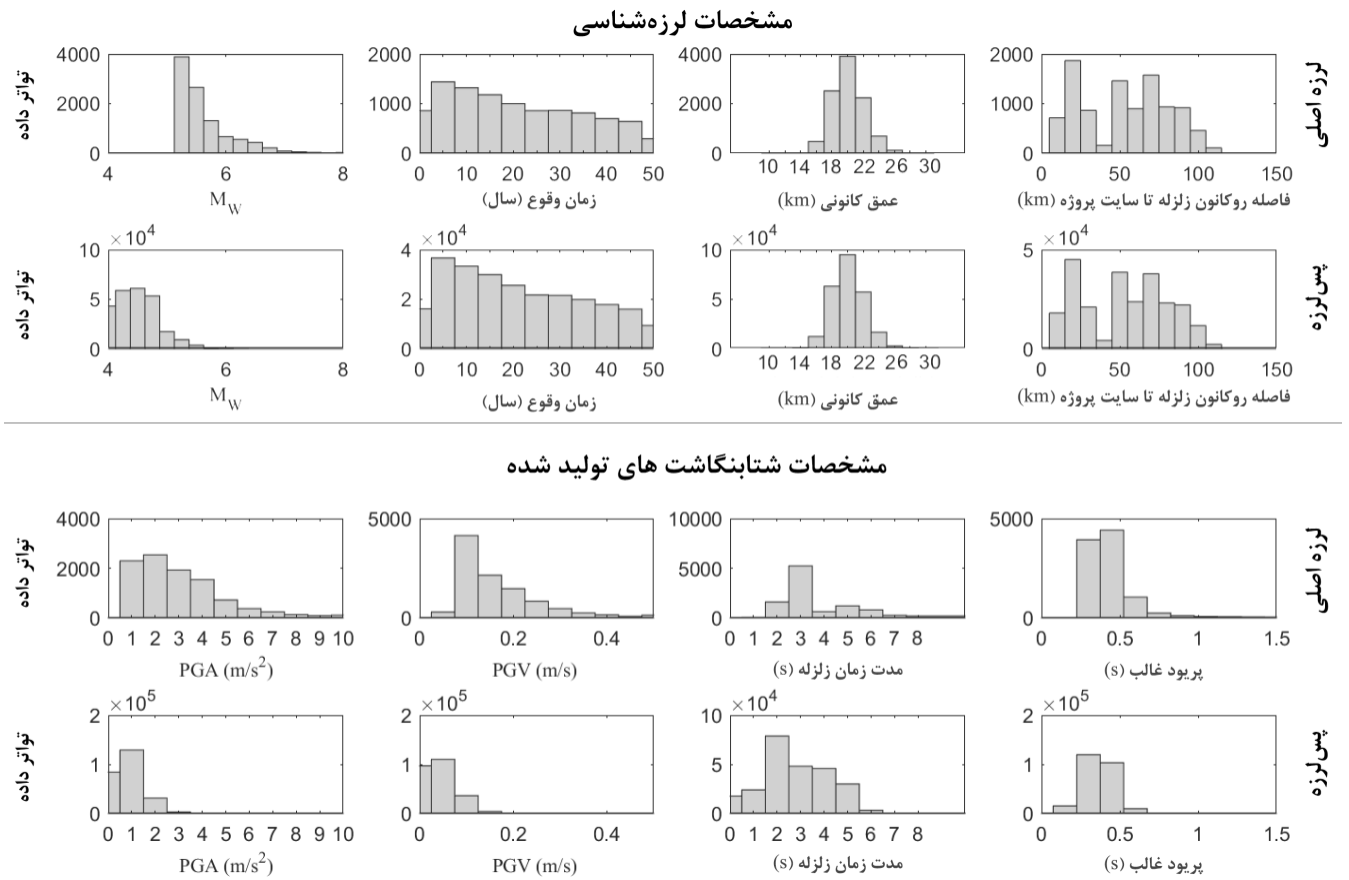 مشخصات لرزه‌شناسی
لرزه اصلی
تواتر داده
4000
2000
0
4 6 8
M_W
2000
1000
0
0 10 20 30 40 50
زمان وقوع (سال)
4000
2000
0
10 14 18 22 26 30
عمق کانونی (km)
2000
1000
0
0 50 100 150
فاصله روکانون زلزله تا سایت پروژه (km)
پس‌لرزه
تواتر داده
×10^4
10
5
0
4 6 8
M_W
×10^4
4
2
0
0 10 20 30 40 50
زمان وقوع (سال)
×10^4
10
5
0
10 14 18 22 26 30
عمق کانونی (km)
×10^4
5
0
0 50 100 150
فاصله روکانون زلزله تا سایت پروژه (km)
مشخصات شتابنگاشت های تولید شده
لرزه اصلی
تواتر داده
4000
2000
0
0 1 2 3 4 5 6 7 8 9 10
PGA (m/s^2)
5000
0
0 0.2 0.4
PGV (m/s)
10000
5000
0
0 1 2 3 4 5 6 7 8
مدت زمان زلزله (s)
5000
0
0 0.5 1 1.5
پریود غالب (s)
پس‌لرزه
تواتر داده
×10^5
2
1
0
0 1 2 3 4 5 6 7 8 9 10
PGA (m/s^2)
×10^5
2
1
0
0 0.2 0.4
PGV (m/s)
×10^4
10
5
0
0 1 2 3 4 5 6 7 8
مدت زمان زلزله (s)
×10^5
2
1
0
0 0.5 1 1.5
پریود غالب (s)